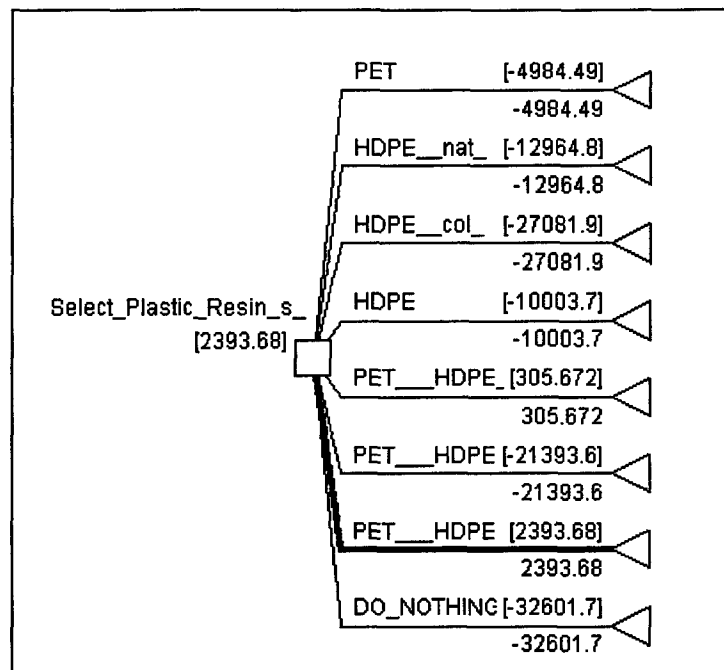 PET [-4984.49]
-4984.49
HDPE__nat_ [-12964.8]
-12964.8
HDPE__col_ [-27081.9]
-27081.9
HDPE [-10003.7]
-10003.7
Select_Plastic_Resin_s_
[2393.68]
PET___HDPE_ [305.672]
305.672
PET___HDPE [-21393.6]
-21393.6
PET___HDPE [2393.68]
2393.68
DO_NOTHING [-32601.7]
-32601.7